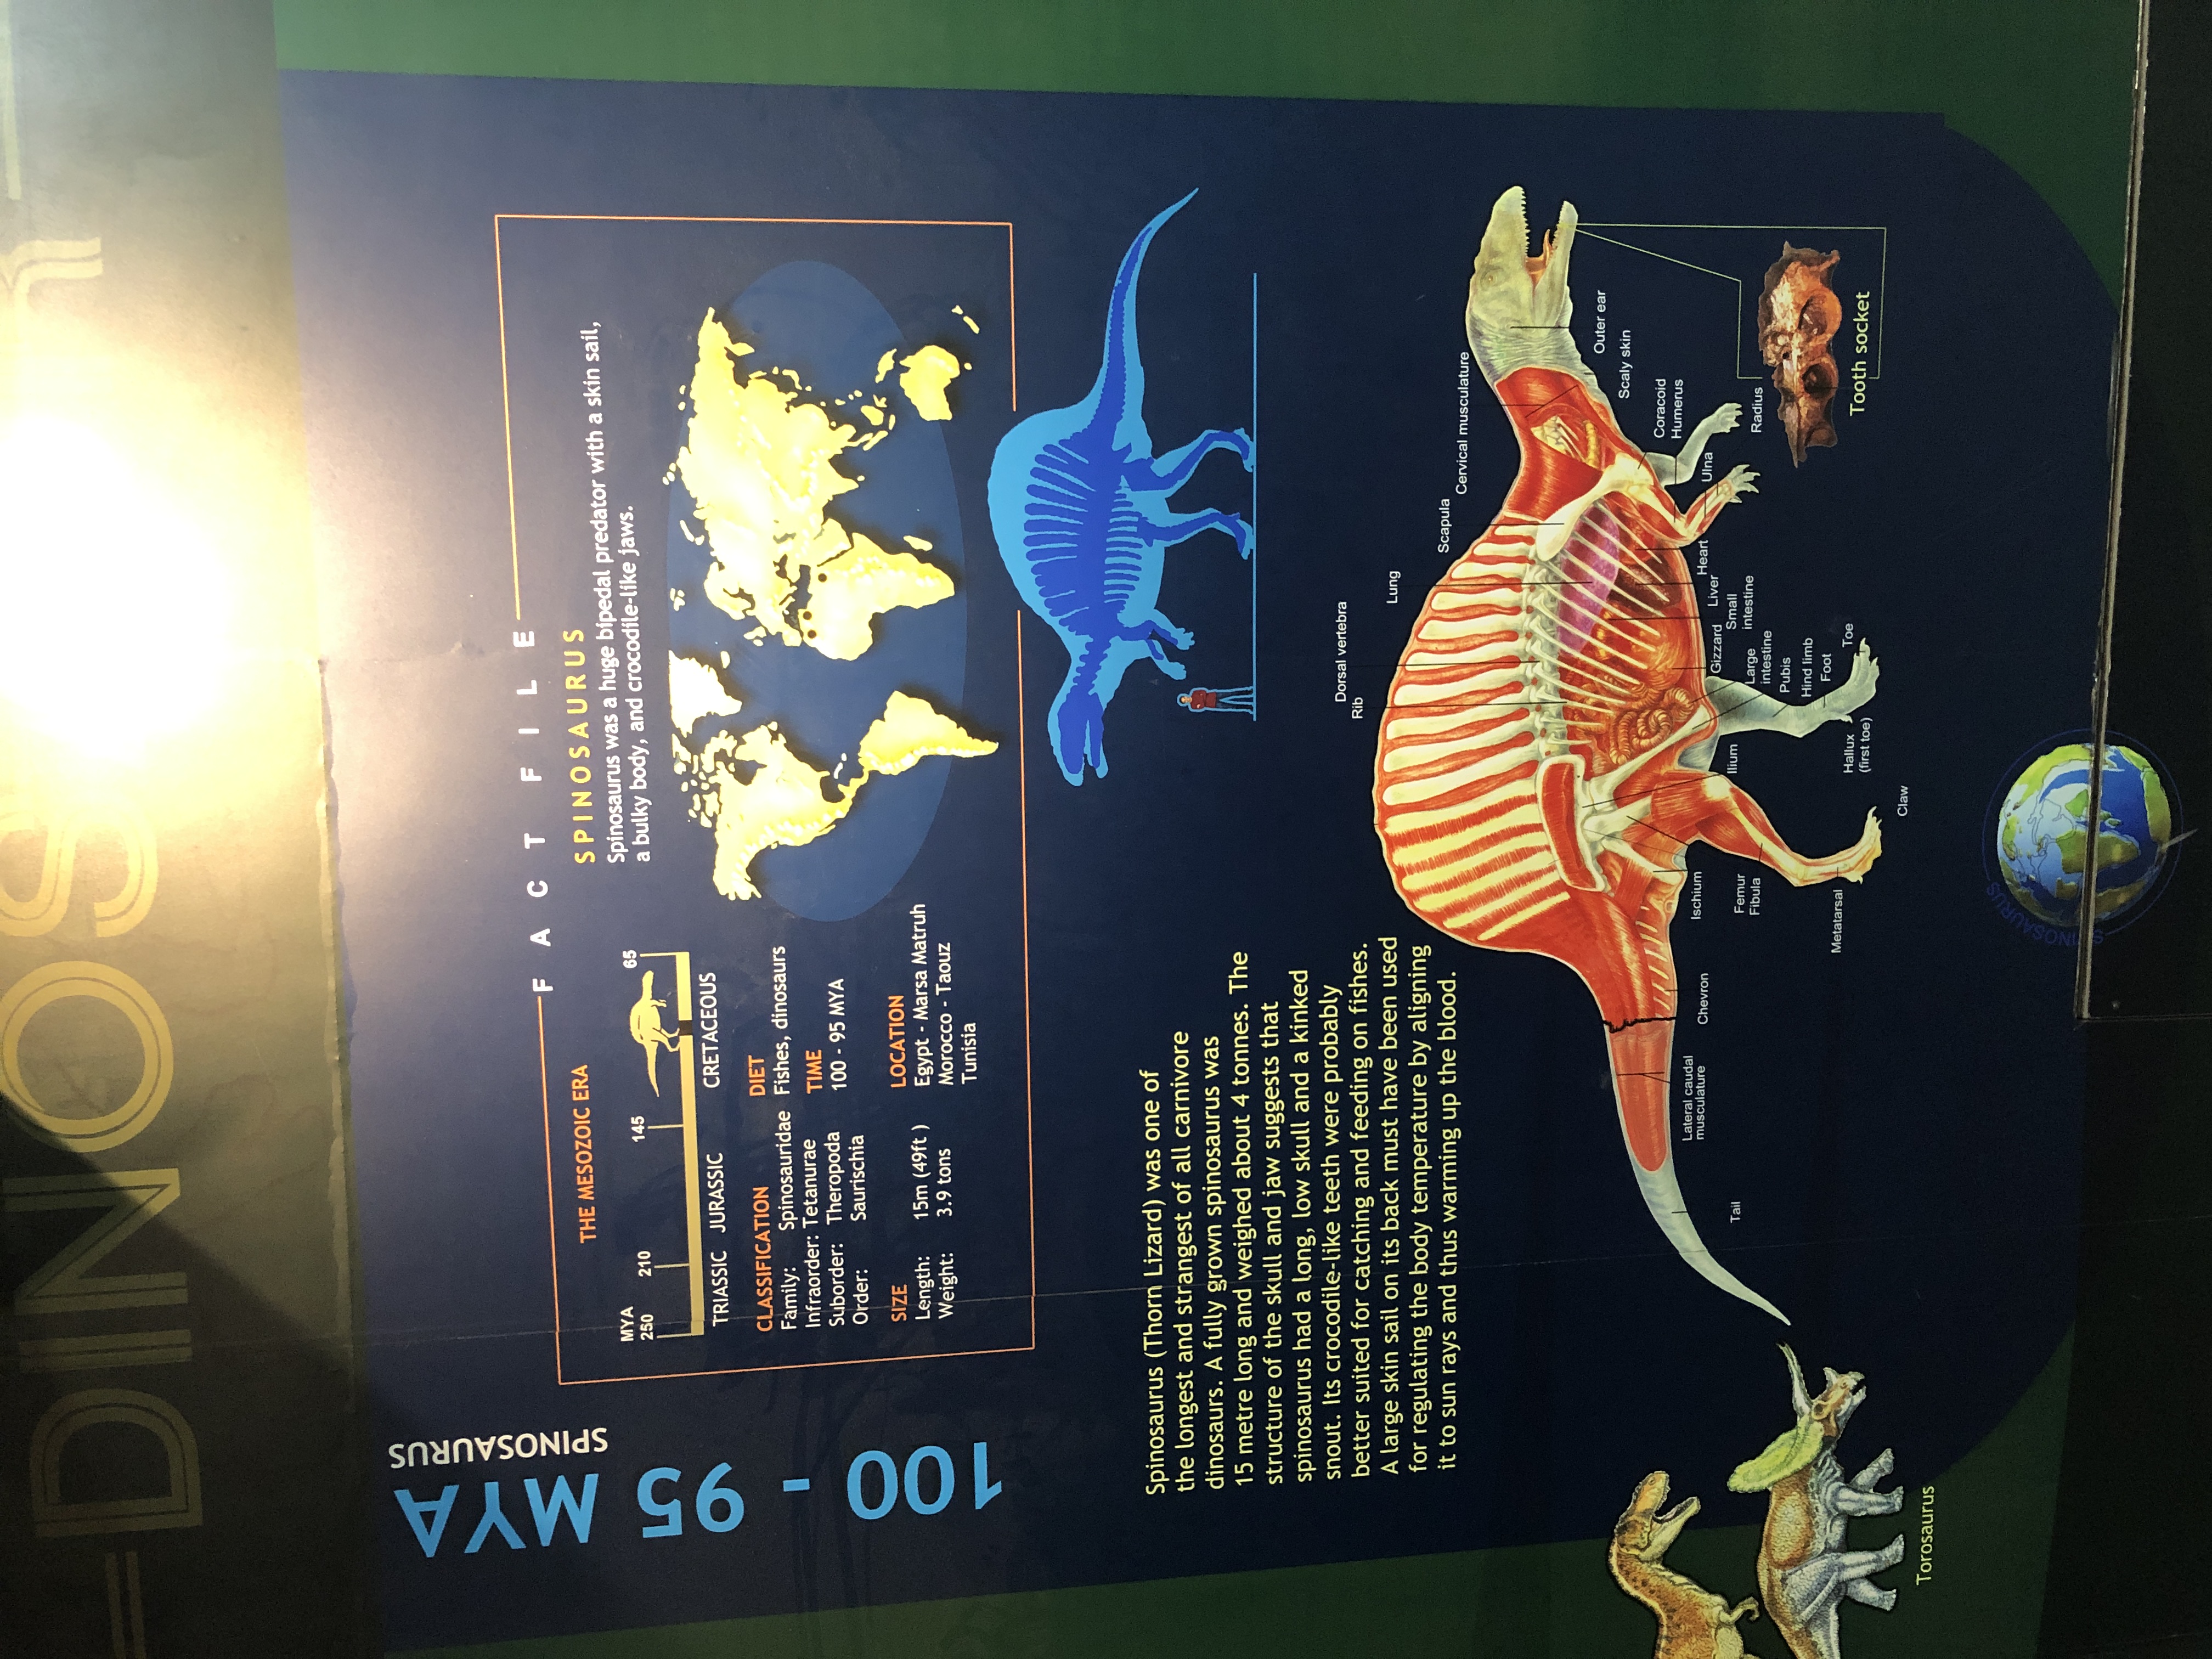 DINOS
100 - 95 MYA
SPINOSAURUS
FACT FILE
THE MESOZOIC ERA
MYA
250 210 145 65
TRIASSIC JURASSIC CRETACEOUS
CLASSIFICATION
Family: Spinosauridae
Infraorder: Tetanurae
Suborder: Theropoda
Order: Saurischia
SIZE
Length: 15m (49ft )
Weight: 3.9 tons
DIET
Fishes, dinosaurs
TIME
100 - 95 MYA
LOCATION
Egypt - Marsa Matruh
Morocco - Taouz
Tunisia
SPINOSAURUS
Spinosaurus was a huge bipedal predator with a skin sail,
a bulky body, and crocodile-like jaws.
Spinosaurus (Thorn Lizard) was one of
the longest and strangest of all carnivore
dinosaurs. A fully grown spinosaurus was
15 metre long and weighed about 4 tonnes. The
structure of the skull and jaw suggests that
spinosaurus had a long, low skull and a kinked
snout. Its crocodile-like teeth were probably
better suited for catching and feeding on fishes.
A large skin sail on its back must have been used
for regulating the body temperature by aligning
it to sun rays and thus warming up the blood.
Dorsal vertebra
Rib
Lung
Scapula
Cervical musculature
Outer ear
Scaly skin
Coracoid
Humerus
Ulna
Radius
Heart
Liver
Gizzard
Small
intestine
Large
intestine
Pubis
Hind limb
Foot
Toe
Hallux
(first toe)
Claw
Metatarsal
Ilium
Femur
Fibula
Ischium
Chevron
Lateral caudal
musculature
Tail
Tooth socket
Torosaurus
SPINOSAURUS